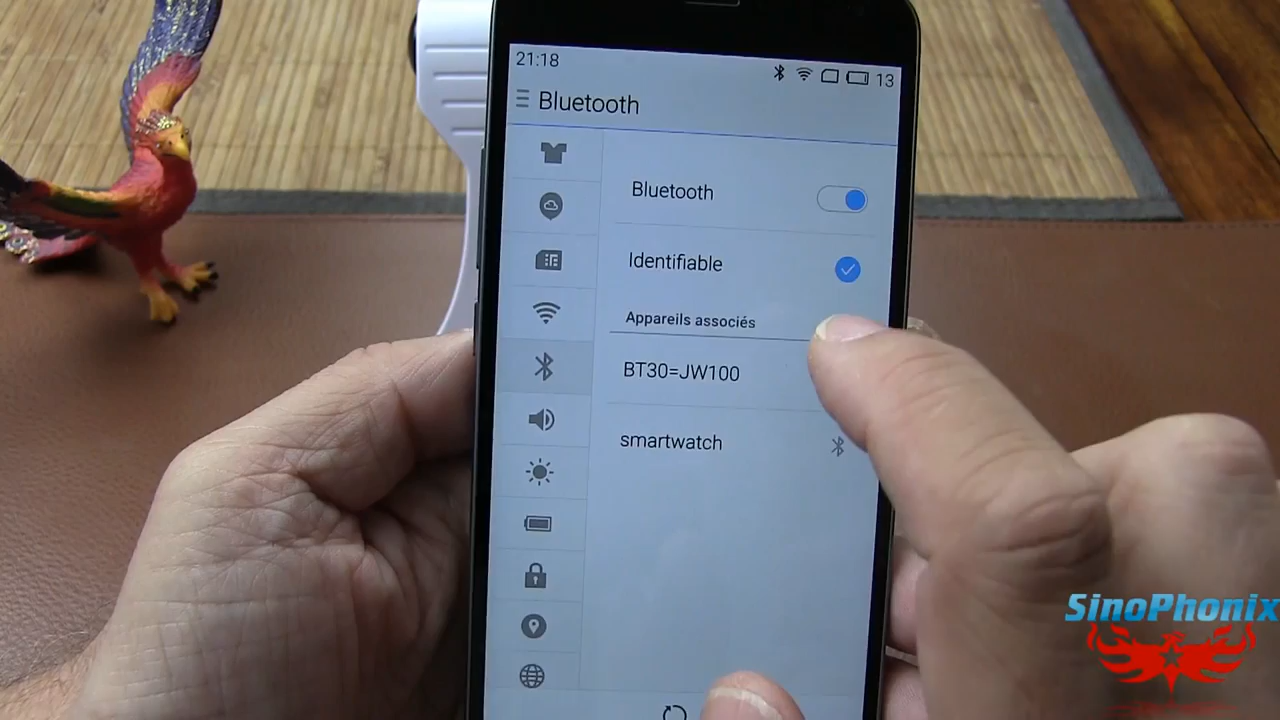 21:18
13
Bluetooth
Bluetooth
Identifiable
Appareils associés
BT30=JW100
smartwatch
SinoPhonix